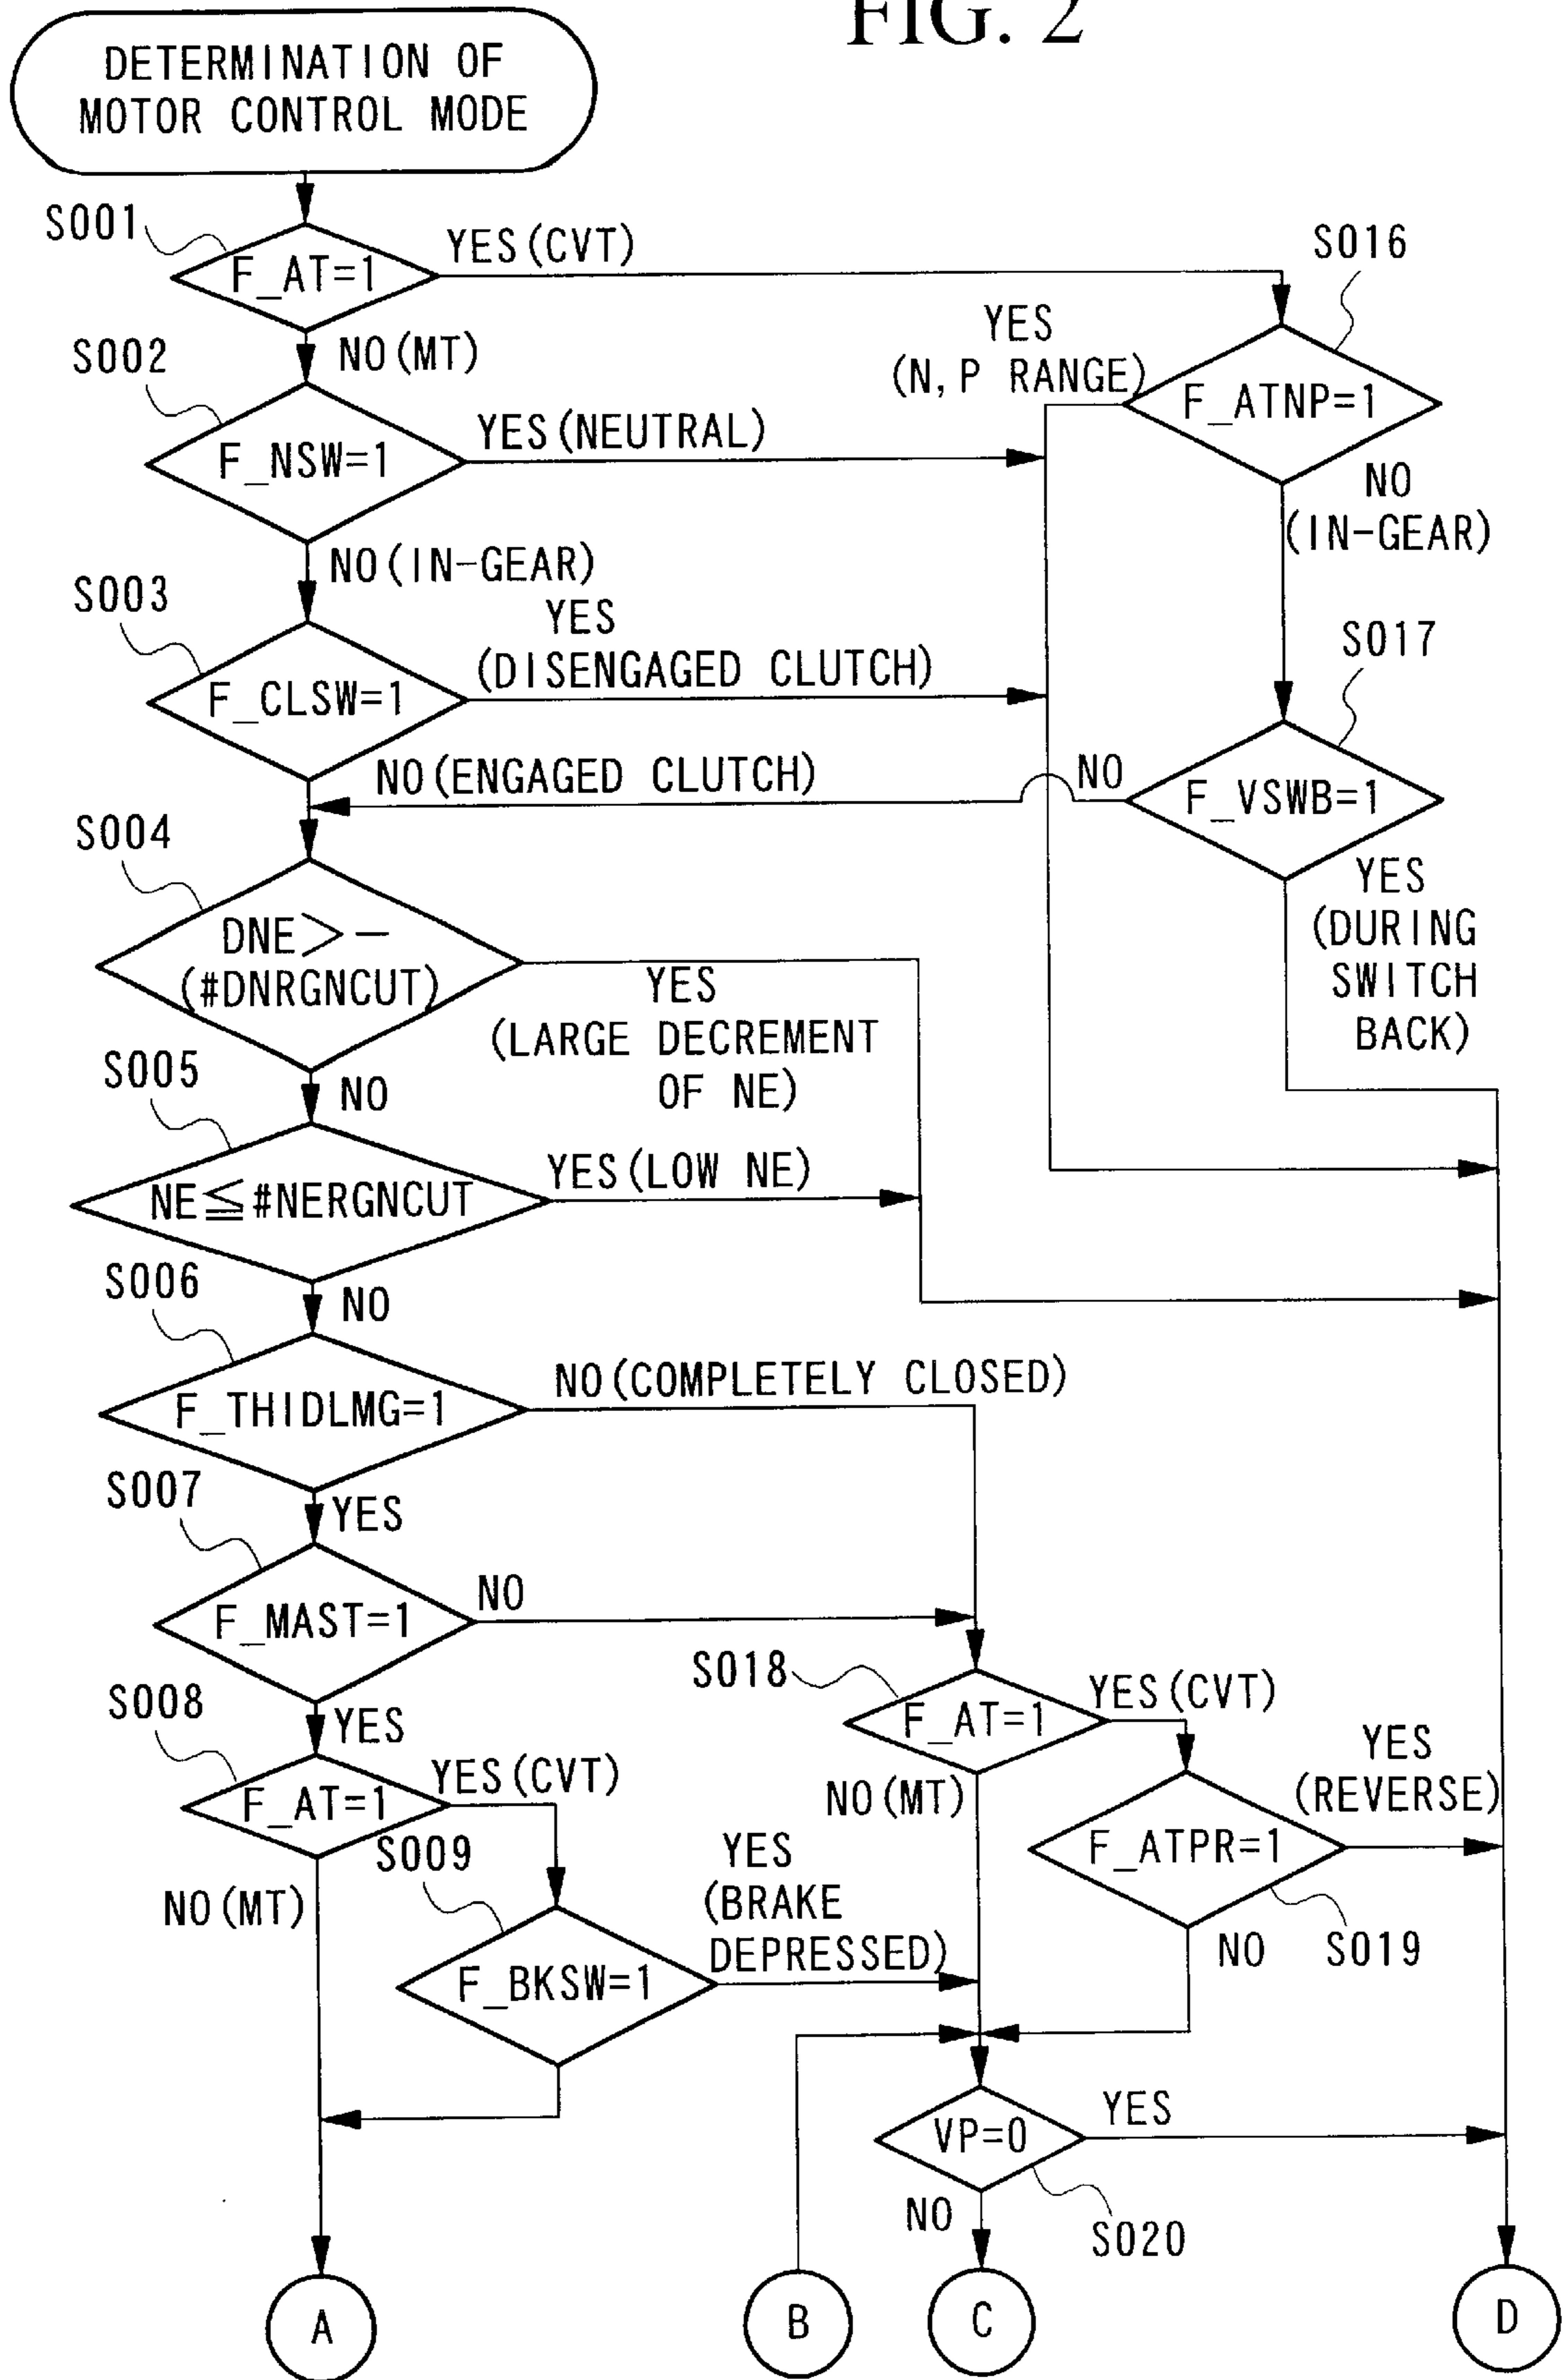 FIG. 2
DETERMINATION OF
MOTOR CONTROL MODE
S001
F_AT=1
YES(CVT)
NO(MT)
S016
YES
(N,P RANGE)
F_ATNP=1
NO
(IN-GEAR)
S002
F_NSW=1
YES(NEUTRAL)
NO(IN-GEAR)
S003
F_CLSW=1
YES
(DISENGAGED CLUTCH)
NO(ENGAGED CLUTCH)
S017
NO
F_VSWB=1
YES
(DURING
SWITCH
BACK)
S004
DNE>-
(#DNRGNCUT)
YES
(LARGE DECREMENT
OF NE)
NO
S005
NE≦#NERGNCUT
YES(LOW NE)
NO
S006
F_THIDLMG=1
NO(COMPLETELY CLOSED)
YES
S007
F_MAST=1
NO
YES
S008
F_AT=1
YES(CVT)
NO(MT)
S009
F_BKSW=1
YES
(BRAKE
DEPRESSED)
S018
F_AT=1
YES(CVT)
NO(MT)
YES
(REVERSE)
F_ATPR=1
NO
S019
VP=0
YES
NO
S020
A
B
C
D